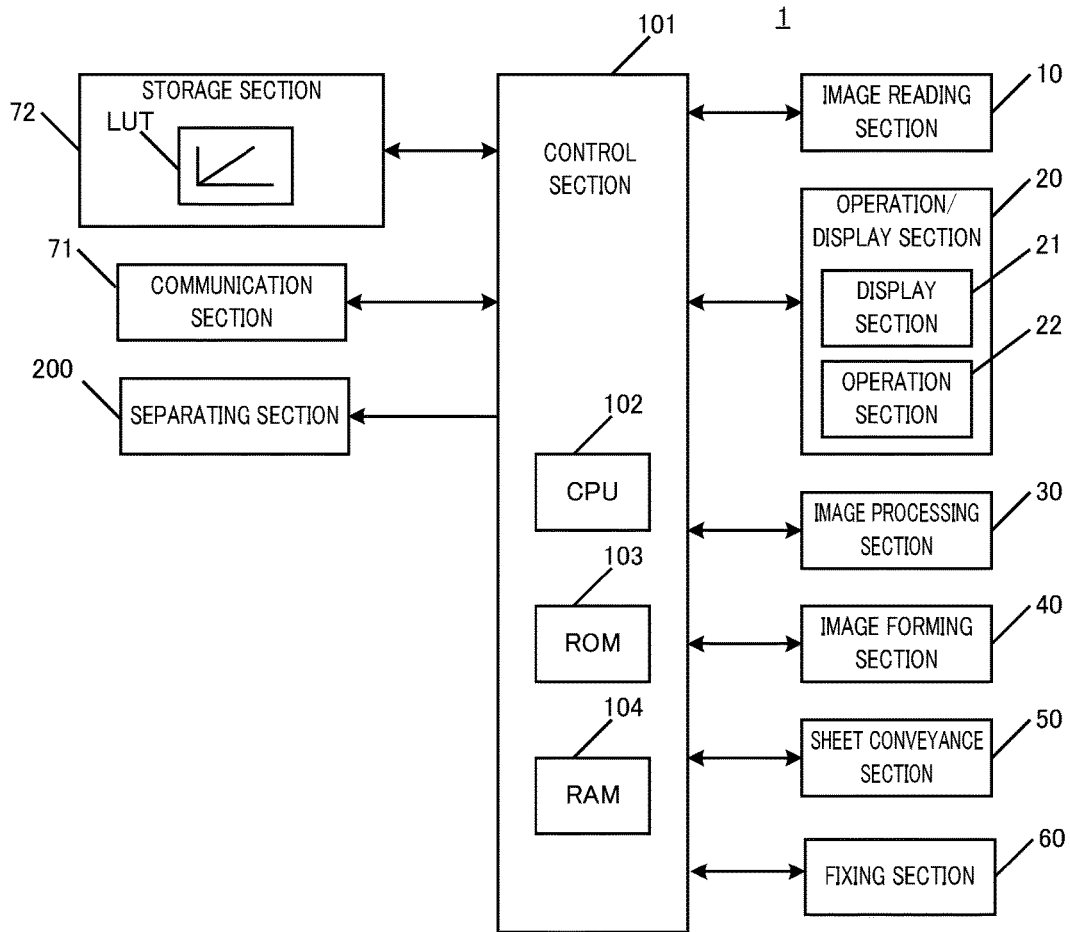 1
101
STORAGE SECTION
72
LUT
10
IMAGE READING
SECTION
CONTROL
SECTION
20
OPERATION/
DISPLAY SECTION
21
DISPLAY
SECTION
22
OPERATION
SECTION
71
COMMUNICATION
SECTION
200
SEPARATING SECTION
102
CPU
103
ROM
104
RAM
30
IMAGE PROCESSING
SECTION
40
IMAGE FORMING
SECTION
50
SHEET CONVEYANCE
SECTION
60
FIXING SECTION